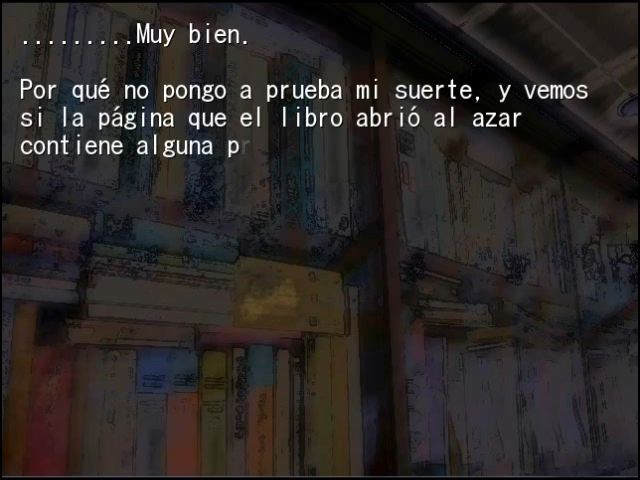 .........Muy bien.
Por qué no pongo a prueba mi suerte, y vemos
si la página que el libro abrió al azar
contiene alguna pr